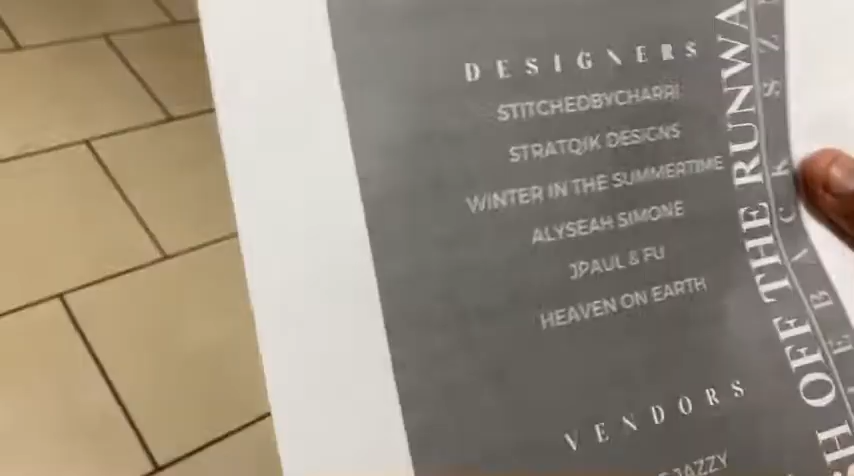 DESIGNERS
STITCHEDBYCHARRI
STRATQIK DESIGNS
WINTER IN THE SUMMERTIME
ALYSEAH SIMONE
JPAUL & FU
HEAVEN ON EARTH
VENDORS
JAZZY
OFF THE RUNWA